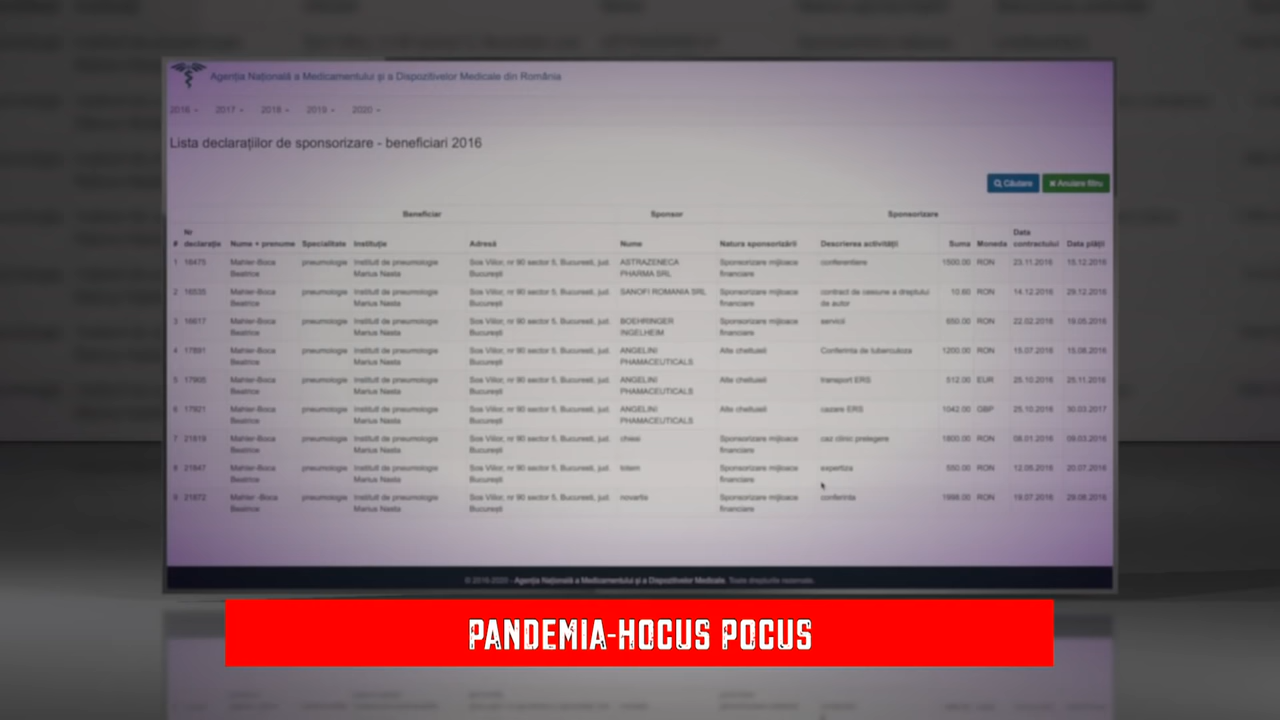 Agenția Națională a Medicamentului și a Dispozitivelor Medicale din România
2016 2017 2018 2019 2020
Lista declarațiilor de sponsorizare - beneficiari 2016
Căutare Anulare filtru
Beneficiar Sponsor Sponsorizare
# Nr declarație Nume + prenume Specialitate Instituție Adresă Nume Natura sponsorizării Descrierea activității Suma Moneda Data contractului Data plății
1 16475 Mahler-Boca pneumologie Institutul de pneumologie Sos Viilor, nr 90 sector 5, Bucuresti, jud. ASTRAZENECA Sponsorizare mijloace conferentiere 1500.00 RON 23.11.2016 15.12.2016
Beatrice Marius Nasta București PHARMA SRL financiare
2 16535 Mahler-Boca pneumologie Institutul de pneumologie Sos Viilor, nr 90 sector 5, Bucuresti, jud. SANOFI ROMANIA SRL Sponsorizare mijloace contract de cesiune a dreptului 10.60 RON 14.12.2016 29.12.2016
Beatrice Marius Nasta București financiare de autor
3 16617 Mahler-Boca pneumologie Institutul de pneumologie Sos Viilor, nr 90 sector 5, Bucuresti, jud. BOEHRINGER Sponsorizare mijloace servicii 650.00 RON 22.02.2016 19.05.2016
Beatrice Marius Nasta București INGELHEIM financiare
4 17891 Mahler-Boca pneumologie Institut de pneumologie Sos Viilor, nr 90 sector 5, Bucuresti, jud. ANGELINI Alte cheltuieli Conferinta de tuberculoza 1200.00 RON 15.07.2016 15.08.2016
Beatrice Marius Nasta București PHAMACEUTICALS
5 17905 Mahler-Boca pneumologie Institut de pneumologie Sos Viilor, nr 90 sector 5, Bucuresti, jud. ANGELINI Alte cheltuieli transport ERS 512.00 EUR 25.10.2016 25.11.2016
Beatrice Marius Nasta București PHAMACEUTICALS
6 17921 Mahler-Boca pneumologie Institut de pneumologie Sos Viilor, nr 90 sector 5, Bucuresti, jud. ANGELINI Alte cheltuieli cazare ERS 1042.00 GBP 25.10.2016 30.03.2017
Beatrice Marius Nasta București PHAMACEUTICALS
7 21819 Mahler-Boca pneumologie Institut de pneumologie Sos Viilor, nr 90 sector 5, Bucuresti, jud. chiesi Sponsorizare mijloace caz clinic prelegere 1800.00 RON 08.01.2016 09.03.2016
Beatrice Marius Nasta București financiare
8 21847 Mahler-Boca pneumologie Institut de pneumologie Sos Viilor, nr 90 sector 5, Bucuresti, jud. totem Sponsorizare mijloace expertiza 550.00 RON 12.05.2016 20.07.2016
Beatrice Marius Nasta București financiare
9 21872 Mahler -Boca pneumologie Institut de pneumologie Sos Viilor, nr 90 sector 5, Bucuresti, jud. novartis Sponsorizare mijloace conferinta 1998.00 RON 19.07.2016 29.08.2016
Beatrice Marius Nasta București financiare
© 2016-2020 - Agenția Națională a Medicamentului și a Dispozitivelor Medicale. Toate drepturile rezervate.
PANDEMIA-HOCUS POCUS